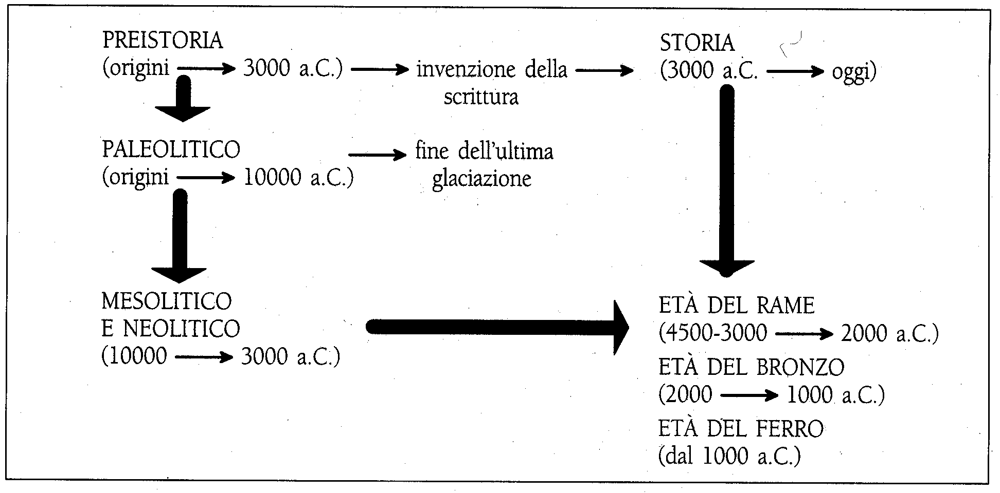 PREISTORIA
(origini → 3000 a.C.) → invenzione della →
scrittura
STORIA
(3000 a.C. → oggi)
PALEOLITICO
(origini → 10000 a.C.)
→ fine dell'ultima
glaciazione
MESOLITICO
E NEOLITICO
(10000 → 3000 a.C.)
ETÀ DEL RAME
(4500-3000 → 2000 a.C.)
ETÀ DEL BRONZO
(2000 → 1000 a.C.)
ETÀ DEL FERRO
(dal 1000 a.C.)